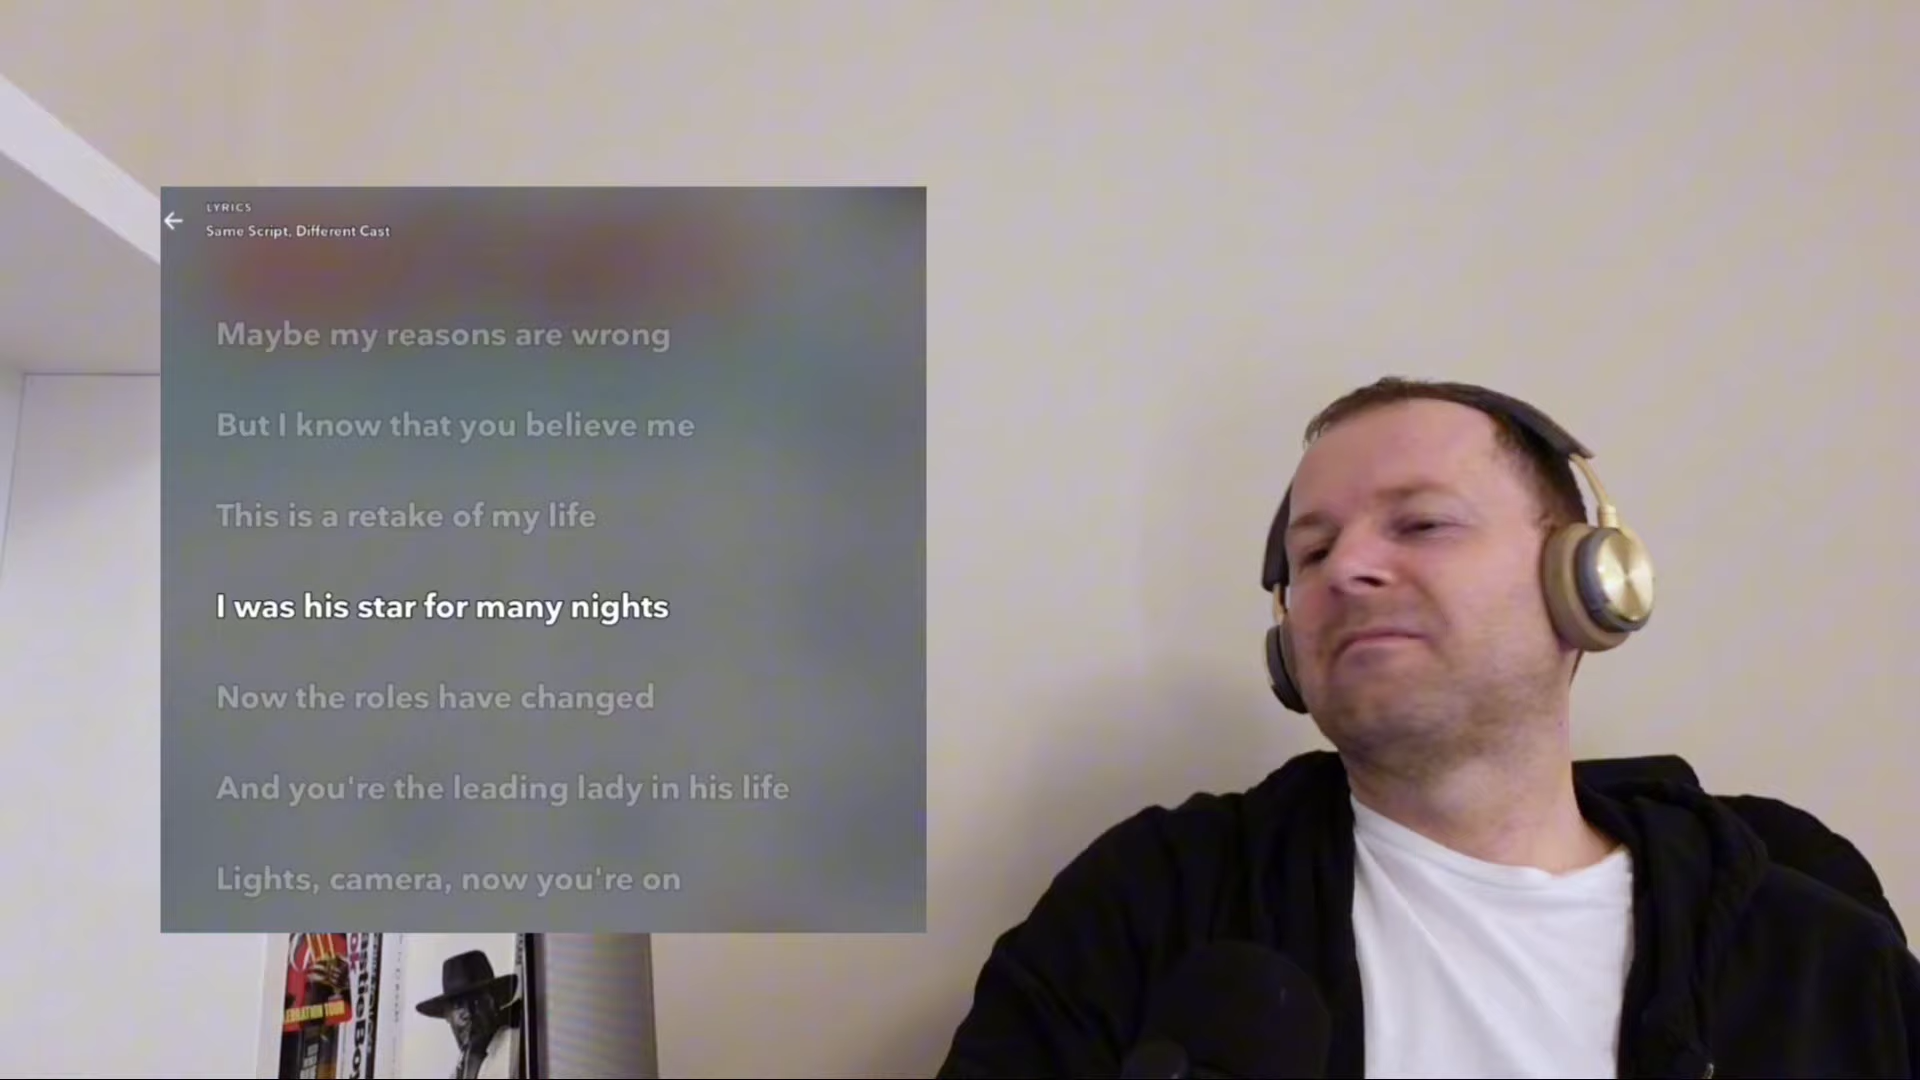 LYRICS
Same Script, Different Cast
Maybe my reasons are wrong
But I know that you believe me
This is a retake of my life
I was his star for many nights
Now the roles have changed
And you're the leading lady in his life
Lights, camera, now you're on